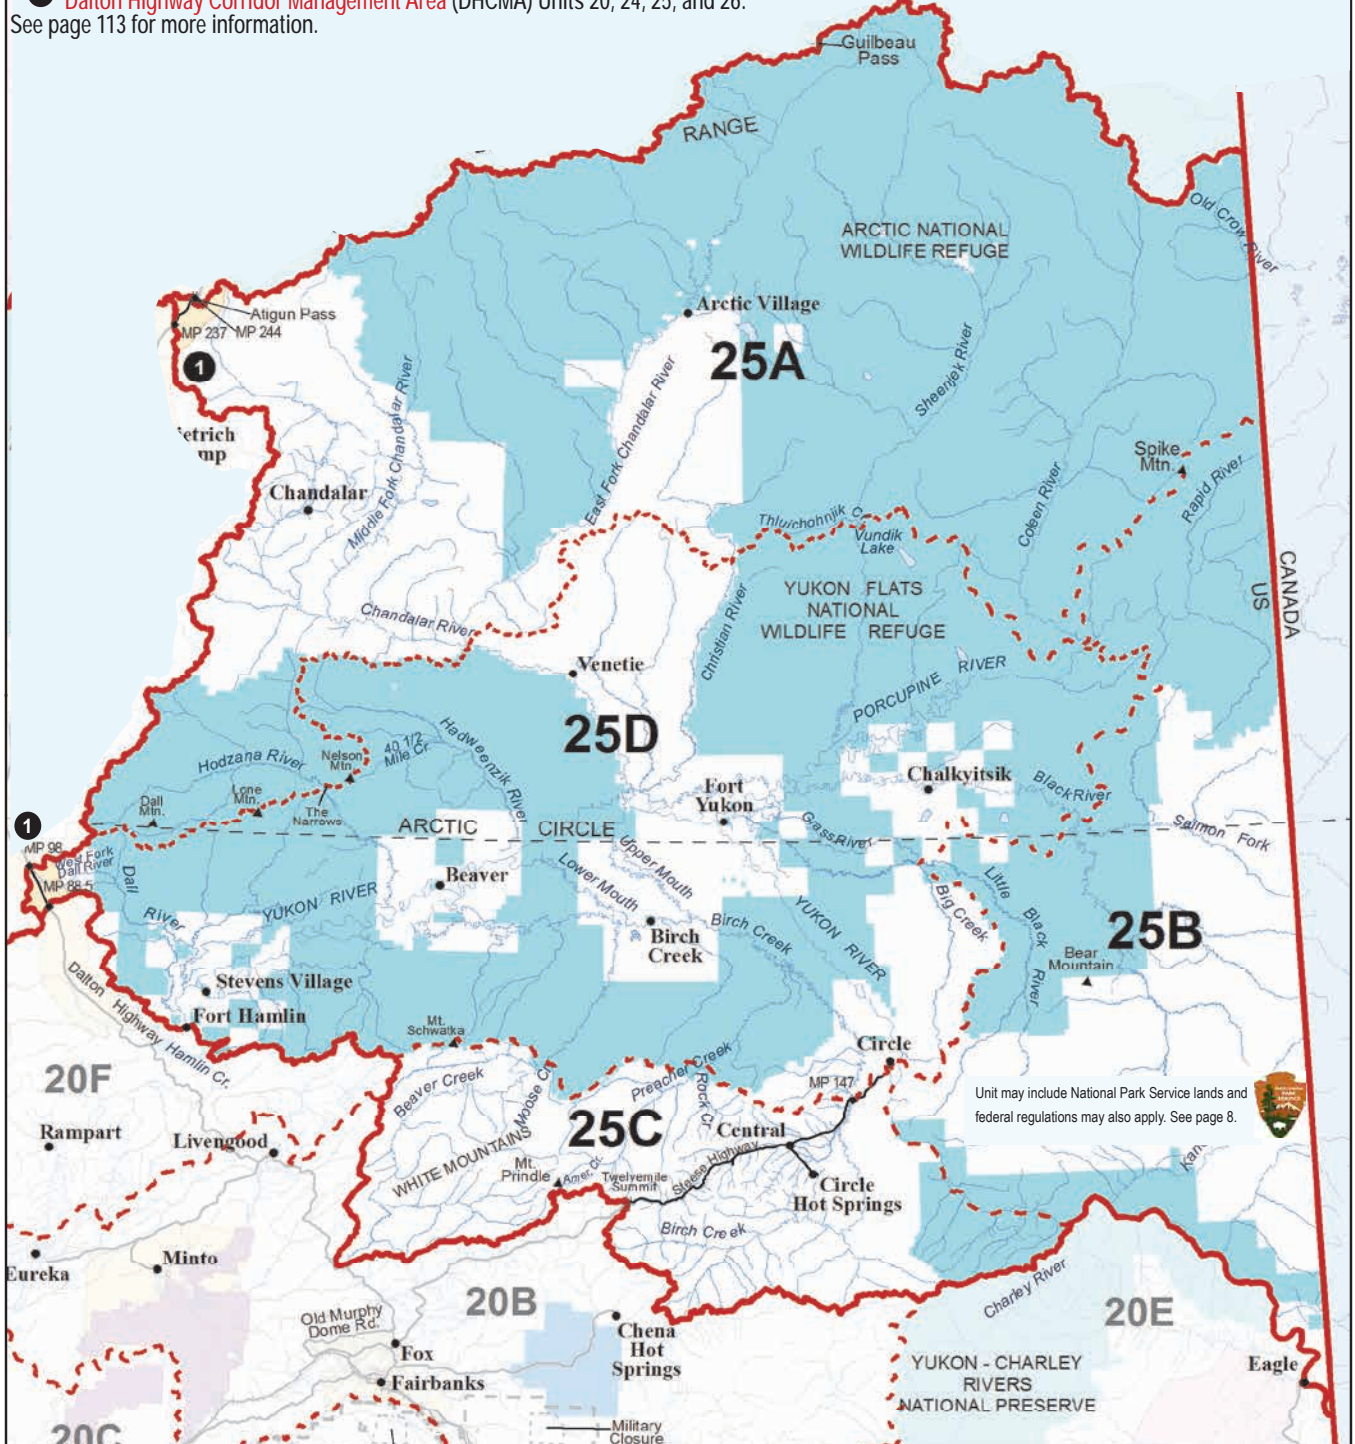 1 Dalton Highway Corridor Management Area (DHCMA) Units 20, 24, 25, and 26.
See page 113 for more information.
Guilbeau
Pass
RANGE
Old Crow River
ARCTIC NATIONAL
WILDLIFE REFUGE
Atigun Pass
MP 237 MP 244
Arctic Village
1
25A
Middle Fork Chandalar River
East Fork Chandalar River
Sheenjek River
ietrich
mp
Chandalar
Spike
Mtn.
Rapid River
Coleen River
Thluichohnjik Cr.
Vundik
Lake
CANADA
US
YUKON FLATS
NATIONAL
WILDLIFE REFUGE
Christian River
Chandalar River
Venetie
PORCUPINE RIVER
25D
Hadweenzik River
40 1/2
Mile Cr.
Hodzana River
Nelson
Mtn.
Lone
Mtn.
Dall
Mtn.
The
Narrows
Fort
Yukon
Chalkyitsik
Black River
Grass River
Salmon Fork
ARCTIC CIRCLE
1
MP 98
West Fork
Dall River
MP 88.5
Dall
River
YUKON RIVER
Beaver
Upper Mouth
Lower Mouth
Birch Creek
Birch
Creek
YUKON RIVER
Big Creek
Little
Black
River
25B
Bear
Mountain
Stevens Village
Fort Hamlin
Dalton Highway
Hamlin Cr.
Mt.
Schwatka
Circle
20F
Beaver Creek
Moose Cr.
Preacher Creek
Rock Cr.
MP 147
Unit may include National Park Service lands and
federal regulations may also apply. See page 8.
25C
Rampart
Livengood
WHITE MOUNTAINS
Mt.
Prindle
Amer. Cr.
Twelvemile
Summit
Steese Highway
Central
Circle
Hot Springs
Kan
Birch Creek
Eureka
Minto
Charley River
20B
20E
Old Murphy
Dome Rd.
Chena
Hot
Springs
Fox
Fairbanks
YUKON - CHARLEY
RIVERS
NATIONAL PRESERVE
Eagle
20C
Military
Closure